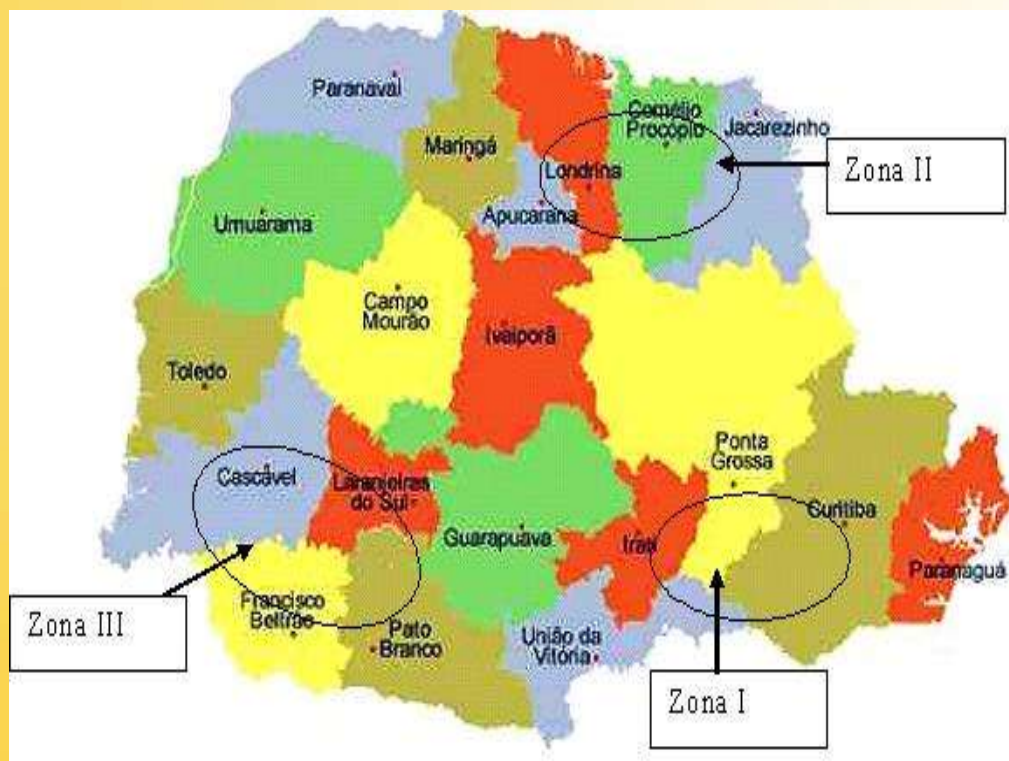 Paranavaí
Maringá
Londrina
Cornélio
Procópio
Jacarezinho
Zona II
Apucarana
Umuarama
Campo
Mourão
Ivaiporã
Toledo
Ponta
Grossa
Cascável
Laranjeiras
do Sul
Guarapuava
Irati
Curitiba
Paranaguá
Zona III
Francisco
Beltrão
Pato
Branco
União da
Vitória
Zona I